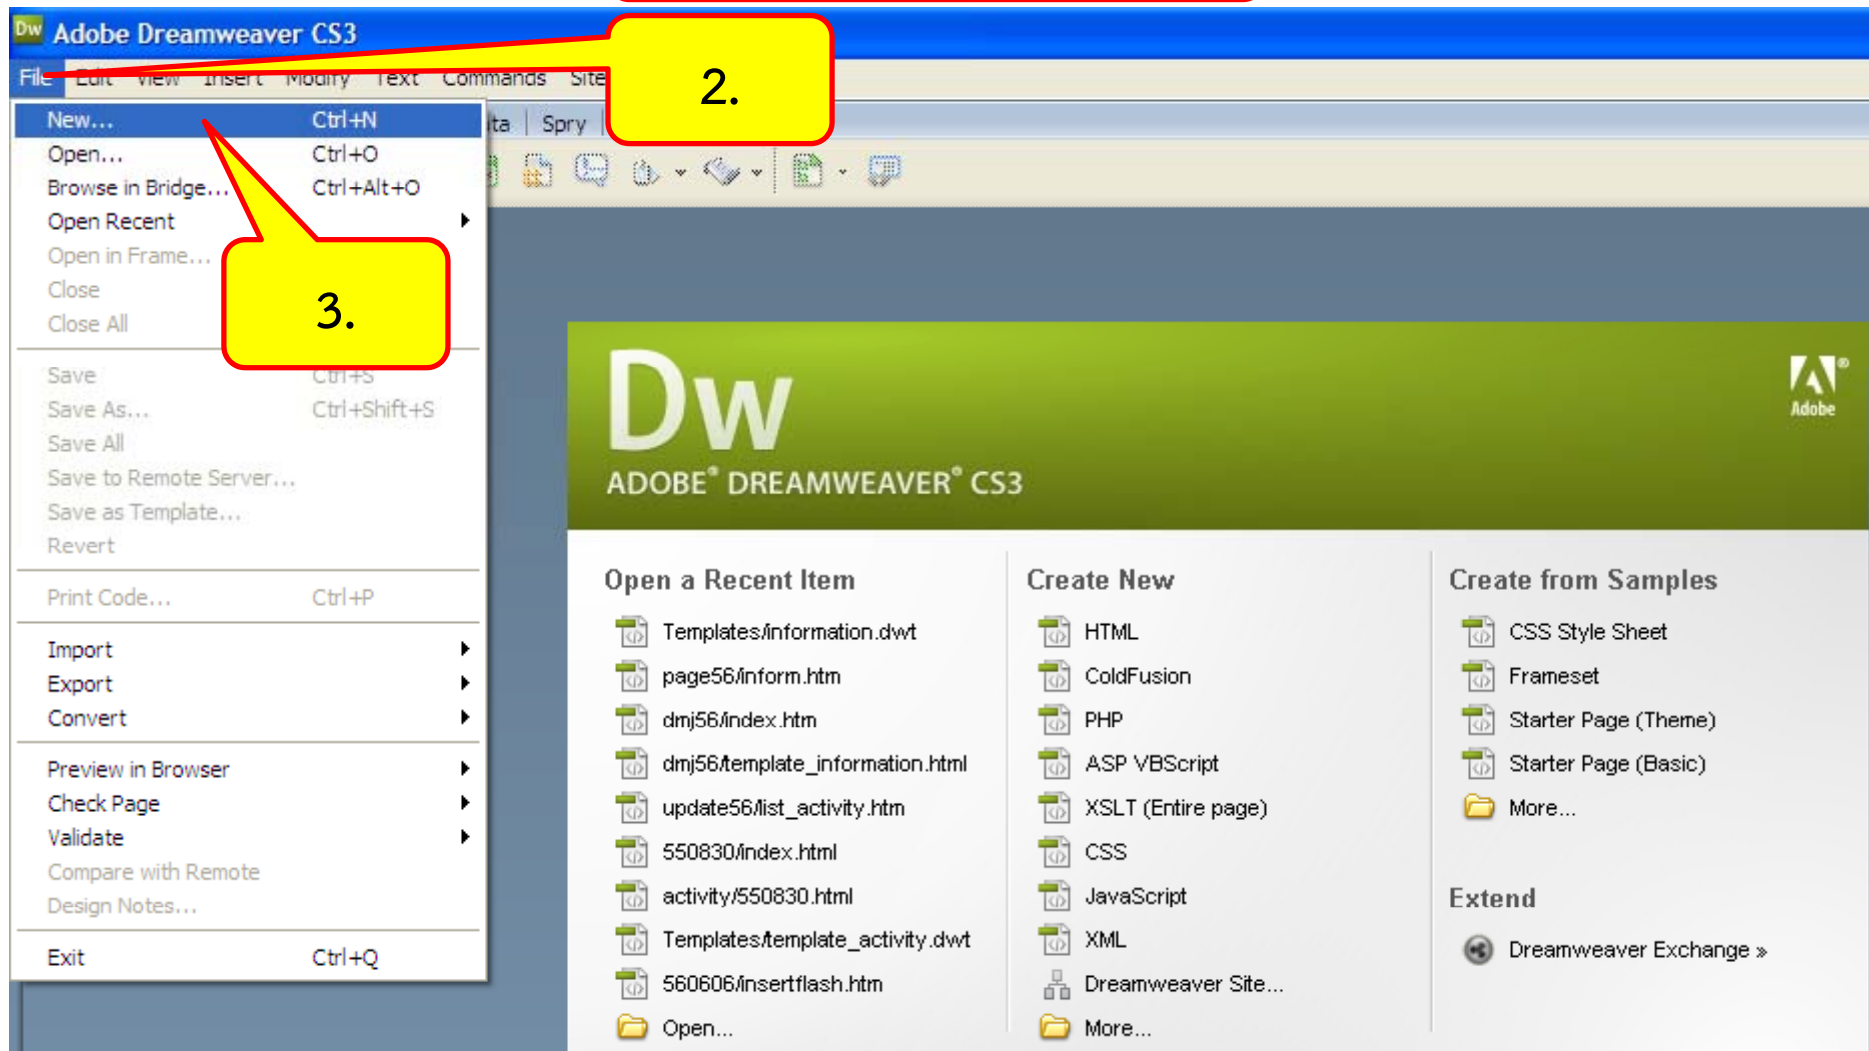 Dw Adobe Dreamweaver CS3
File Edit View Insert Modify Text Commands Site
2.
New... Ctrl+N
Spry
Open... Ctrl+O
Browse in Bridge... Ctrl+Alt+O
Open Recent
Open in Frame...
Close
Close All
3.
Save Ctrl+S
Save As... Ctrl+Shift+S
Save All
Save to Remote Server...
Save as Template...
Revert
Print Code... Ctrl+P
Import
Export
Convert
Preview in Browser
Check Page
Validate
Compare with Remote
Design Notes...
Exit Ctrl+Q
Dw
ADOBE® DREAMWEAVER® CS3
Adobe®
Open a Recent Item
Templates/information.dwt
page56/inform.htm
dmj56/index.htm
dmj56/template_information.html
update56/list_activity.htm
550830/index.html
activity/550830.html
Templates/template_activity.dwt
560606/insertflash.htm
Open...
Create New
HTML
ColdFusion
PHP
ASP VBScript
XSLT (Entire page)
CSS
JavaScript
XML
Dreamweaver Site...
More...
Create from Samples
CSS Style Sheet
Frameset
Starter Page (Theme)
Starter Page (Basic)
More...
Extend
Dreamweaver Exchange »